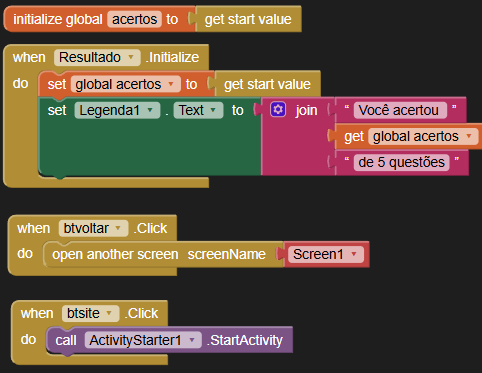 initialize global acertos to get start value
when Resultado .Initialize
do set global acertos to get start value
set Legenda1 . Text to join " Você acertou "
get global acertos
" de 5 questões "
when btvoltar .Click
do open another screen screenName Screen1
when btsite .Click
do call ActivityStarter1 .StartActivity